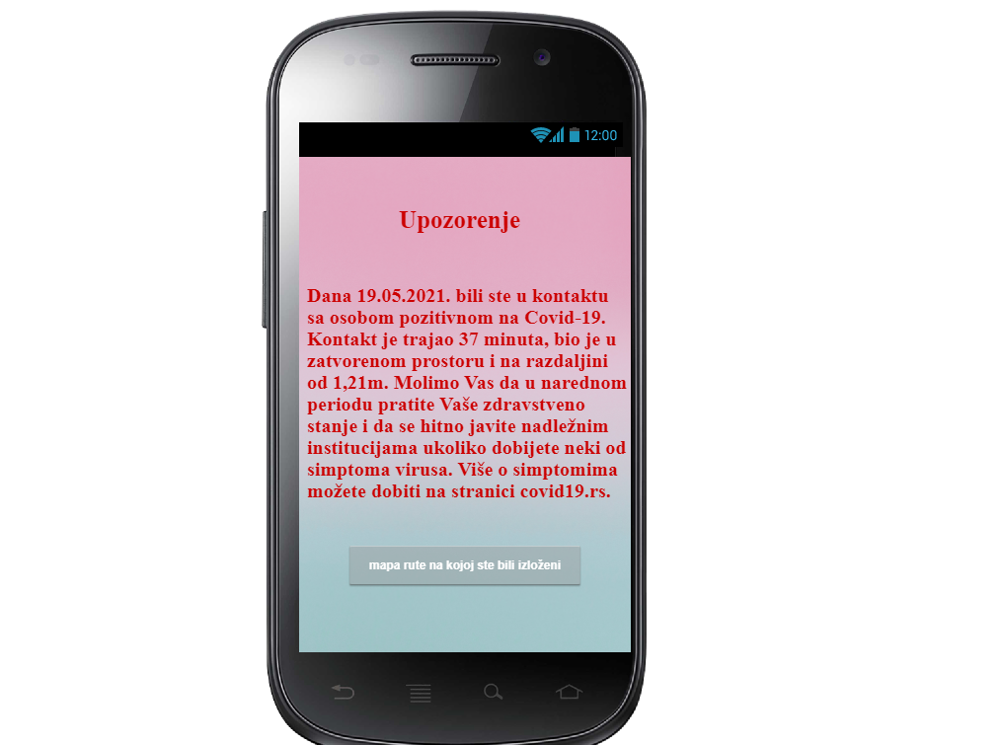 12:00
Upozorenje
Dana 19.05.2021. bili ste u kontaktu
sa osobom pozitivnom na Covid-19.
Kontakt je trajao 37 minuta, bio je u
zatvorenom prostoru i na razdaljini
od 1,21m. Molimo Vas da u narednom
periodu pratite Vaše zdravstveno
stanje i da se hitno javite nadležnim
institucijama ukoliko dobijete neki od
simptoma virusa. Više o simptomima
možete dobiti na stranici covid19.rs.
mapa rute na kojoj ste bili izloženi